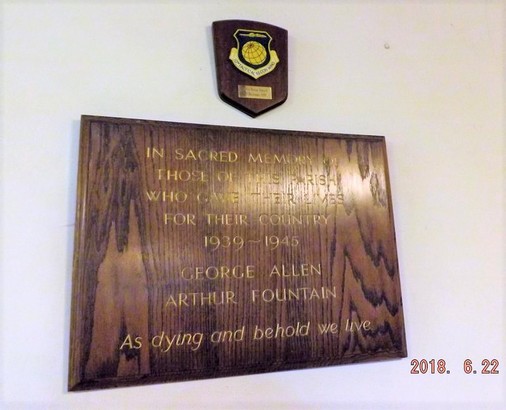 IN SACRED MEMORY OF
THOSE OF THIS PARISH
WHO GAVE THEIR LIVES
FOR THEIR COUNTRY
1939~1945
GEORGE ALLEN
ARTHUR FOUNTAIN
As dying and behold we live
2018. 6.22